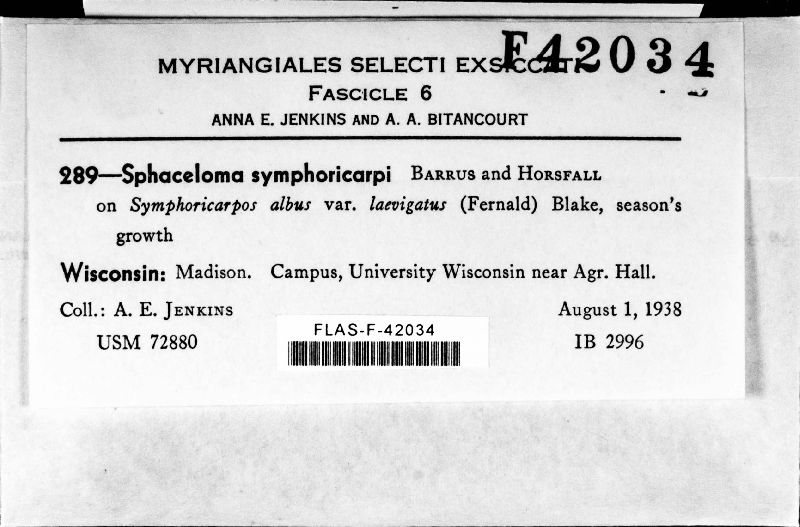 F42034
MYRIANGIALES SELECTI EXSICCATI
FASCICLE 6
ANNA E. JENKINS AND A. A. BITANCOURT
289—Sphaceloma symphoricarpi BARRUS and HORSFALL
on Symphoricarpos albus var. laevigatus (Fernald) Blake, season's
growth
Wisconsin: Madison. Campus, University Wisconsin near Agr. Hall.
Coll.: A. E. JENKINS August 1, 1938
USM 72880 IB 2996
FLAS-F-42034